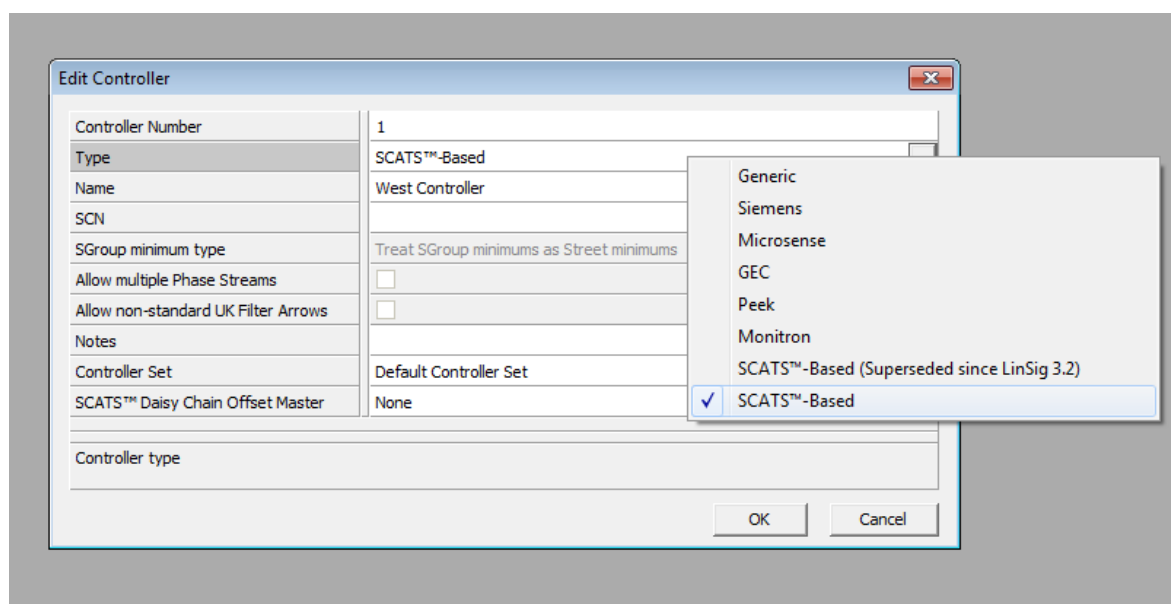 Edit Controller
Controller Number 1
Type SCATS™-Based
Name West Controller
SCN
SGroup minimum type Treat SGroup minimums as Street minimums
Allow multiple Phase Streams
Allow non-standard UK Filter Arrows
Notes
Controller Set Default Controller Set
SCATS™ Daisy Chain Offset Master None
Controller type
OK Cancel
Generic
Siemens
Microsense
GEC
Peek
Monitron
SCATS™-Based (Superseded since LinSig 3.2)
SCATS™-Based